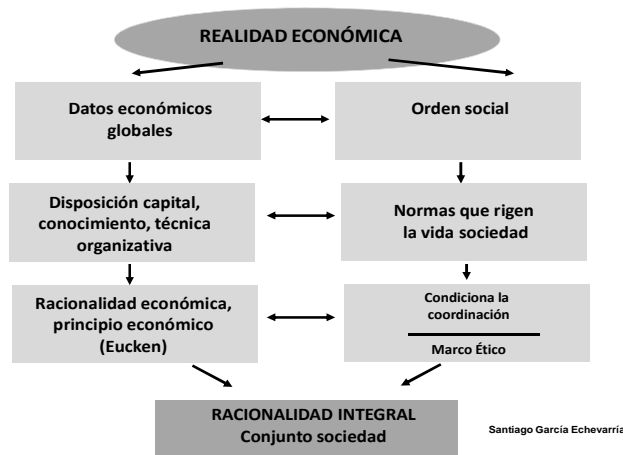 REALIDAD ECONÓMICA
Datos económicos
globales
Orden social
Disposición capital,
conocimiento, técnica
organizativa
Normas que rigen
la vida sociedad
Racionalidad económica,
principio económico
(Eucken)
Condiciona la
coordinación
Marco Ético
RACIONALIDAD INTEGRAL
Conjunto sociedad
Santiago García Echevarría